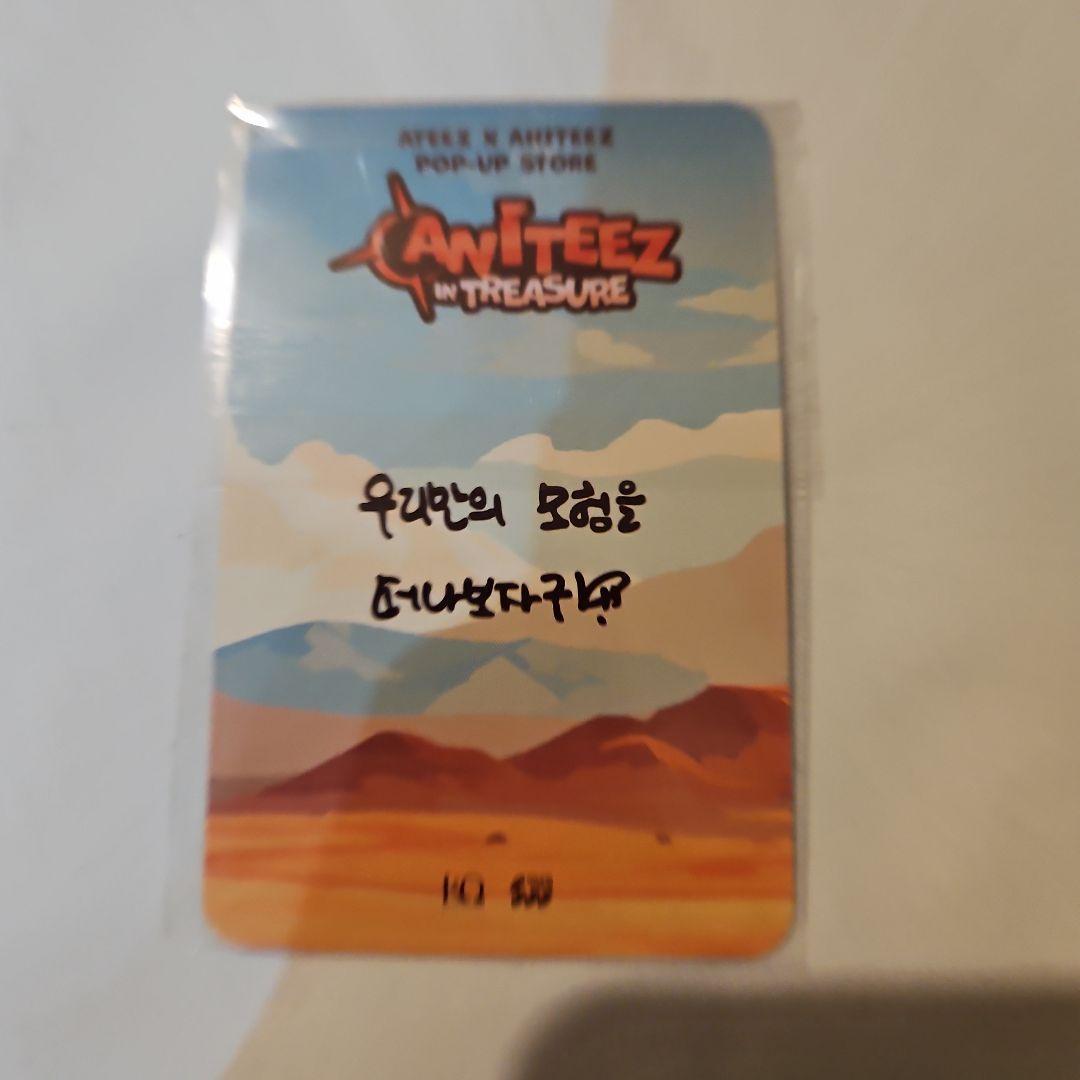 ATEEZ X ANITEEZ
POP-UP STORE
ANITEEZ
IN TREASURE
우리만의 모험을
떠나보자구
KQ